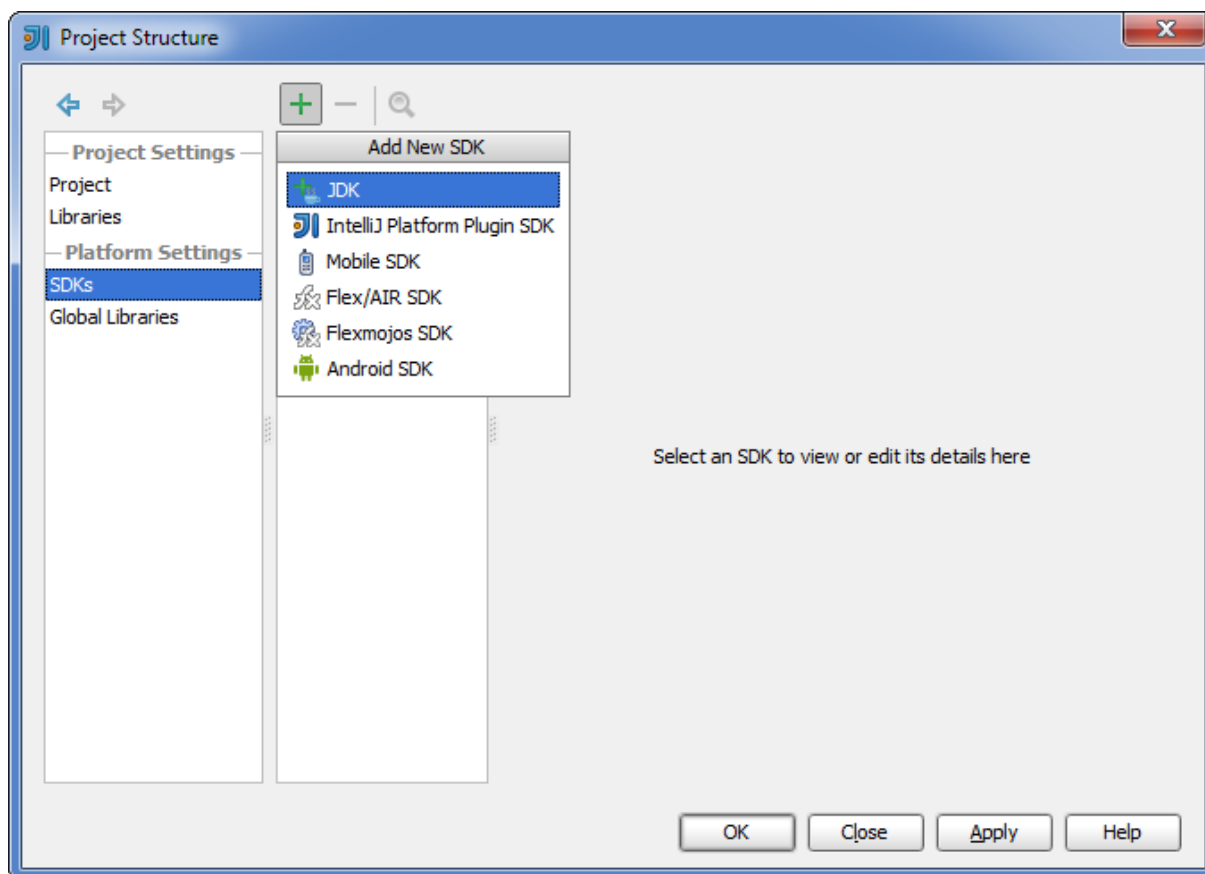 Project Structure
Project Settings
Project
Libraries
Platform Settings
SDKs
Global Libraries
Add New SDK
JDK
IntelliJ Platform Plugin SDK
Mobile SDK
Flex/AIR SDK
Flexmojos SDK
Android SDK
Select an SDK to view or edit its details here
OK
Close
Apply
Help